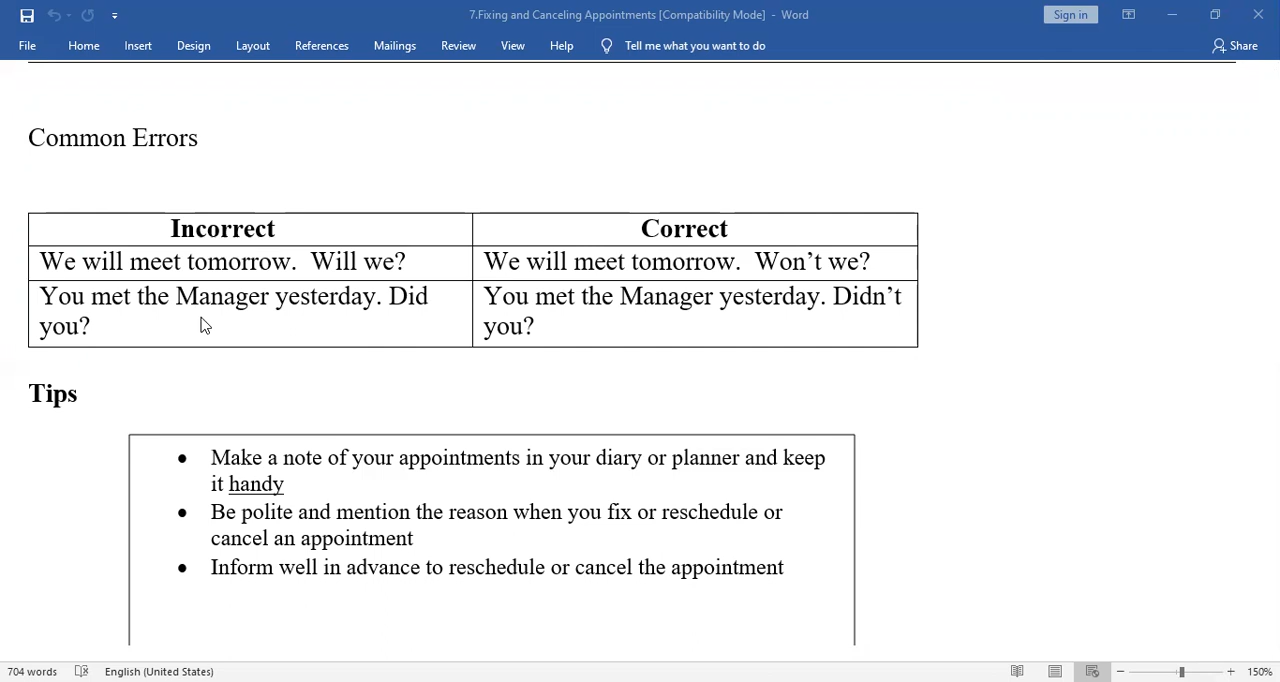 7.Fixing and Canceling Appointments [Compatibility Mode] - Word
Sign in
File Home Insert Design Layout References Mailings Review View Help Tell me what you want to do Share
Common Errors
Incorrect Correct
We will meet tomorrow. Will we? We will meet tomorrow. Won’t we?
You met the Manager yesterday. Did You met the Manager yesterday. Didn’t
you? you?
Tips
• Make a note of your appointments in your diary or planner and keep
it handy
• Be polite and mention the reason when you fix or reschedule or
cancel an appointment
• Inform well in advance to reschedule or cancel the appointment
704 words English (United States) 150%